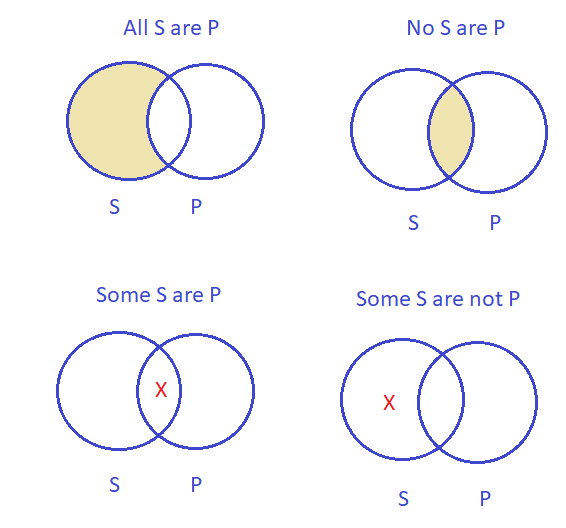 All S are P
No S are P
S P
S P
Some S are P
Some S are not P
X
X
S P
S P